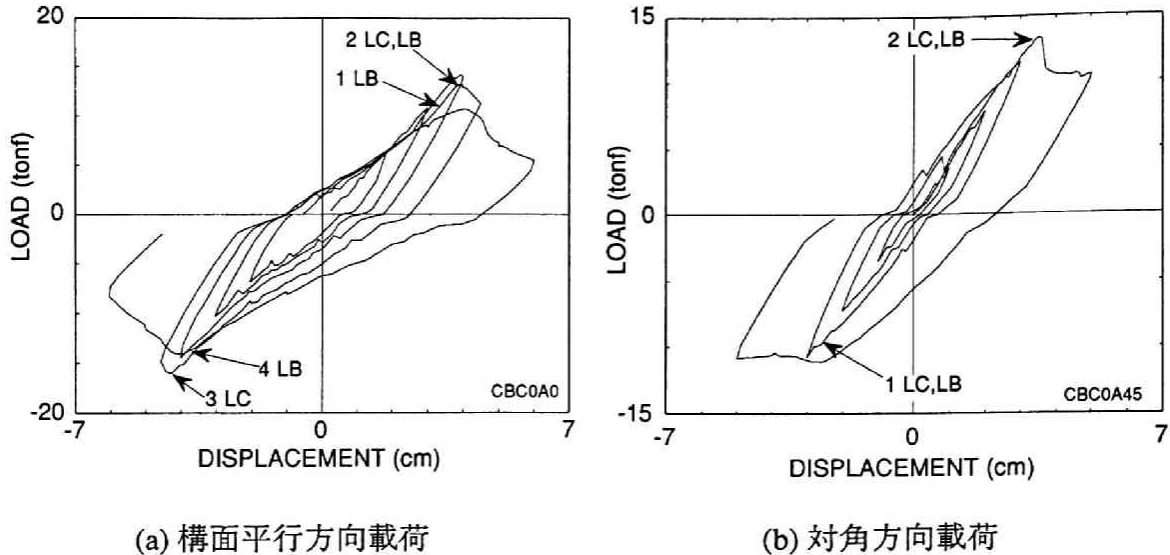 20
2 LC,LB
1 LB
LOAD (tonf)
0
4 LB
3 LC
CBC0A0
-20
-7
0
7
DISPLACEMENT (cm)
(a) 構面平行方向載荷
15
2 LC,LB
LOAD (tonf)
0
1 LC,LB
CBC0A45
-15
-7
0
7
DISPLACEMENT (cm)
(b) 対角方向載荷